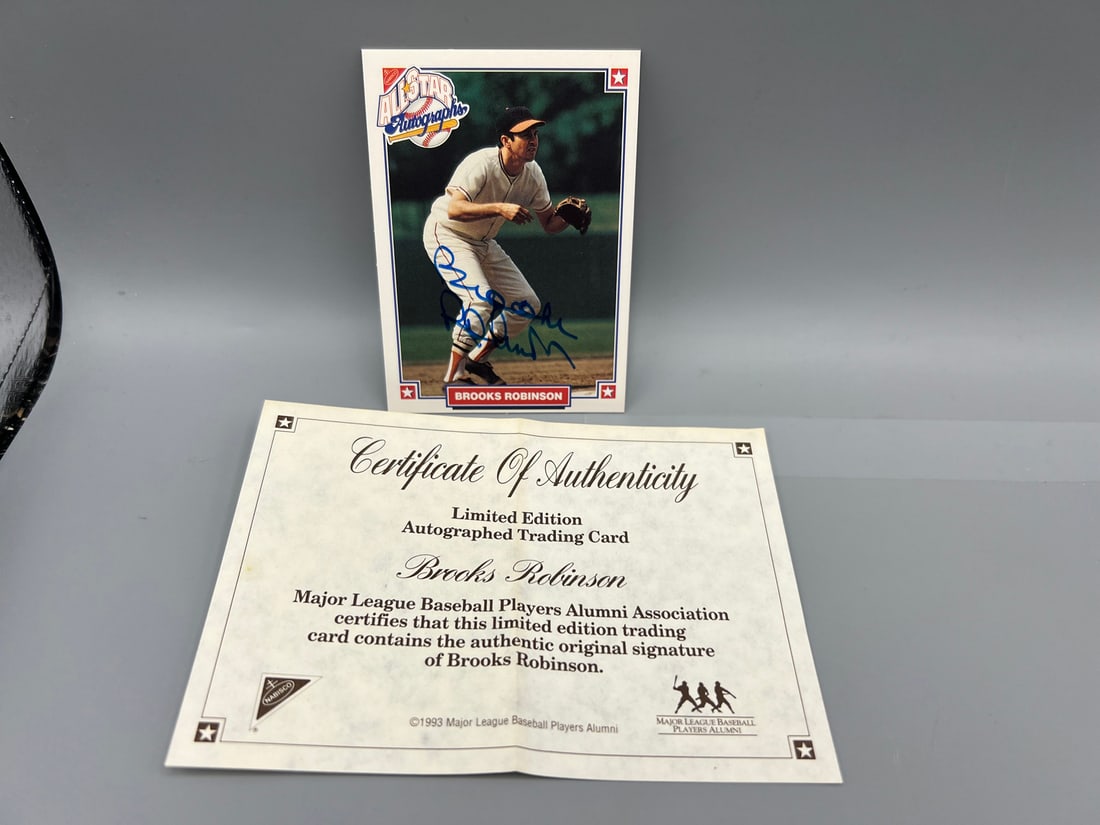 ALL STAR
Autographs
Brooks
Robinson
BROOKS ROBINSON
Certificate Of Authenticity
Limited Edition
Autographed Trading Card
Brooks Robinson
Major League Baseball Players Alumni Association
certifies that this limited edition trading
card contains the authentic original signature
of Brooks Robinson.
NABISCO
®
©1993 Major League Baseball Players Alumni
MAJOR LEAGUE BASEBALL
PLAYERS ALUMNI